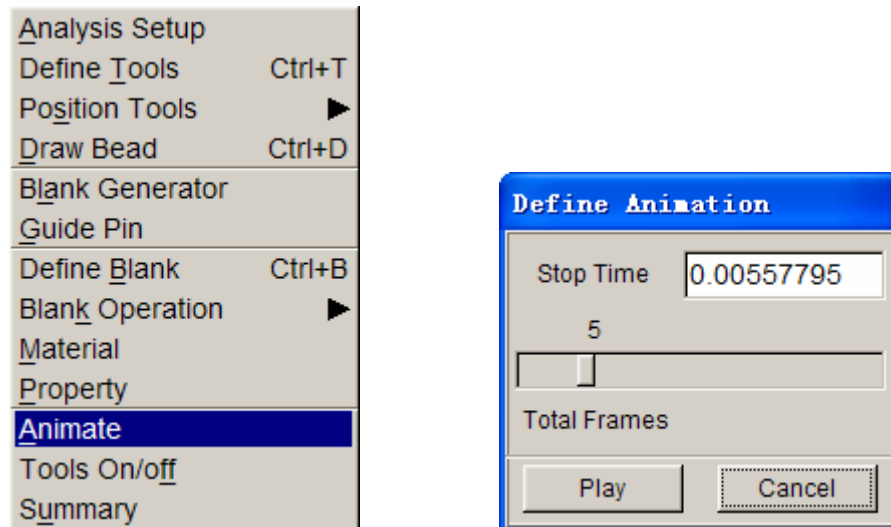 Analysis Setup
Define Tools Ctrl+T
Position Tools
Draw Bead Ctrl+D
Blank Generator
Guide Pin
Define Blank Ctrl+B
Blank Operation
Material
Property
Animate
Tools On/off
Summary
Define Animation
Stop Time 0.00557795
5
Total Frames
Play Cancel